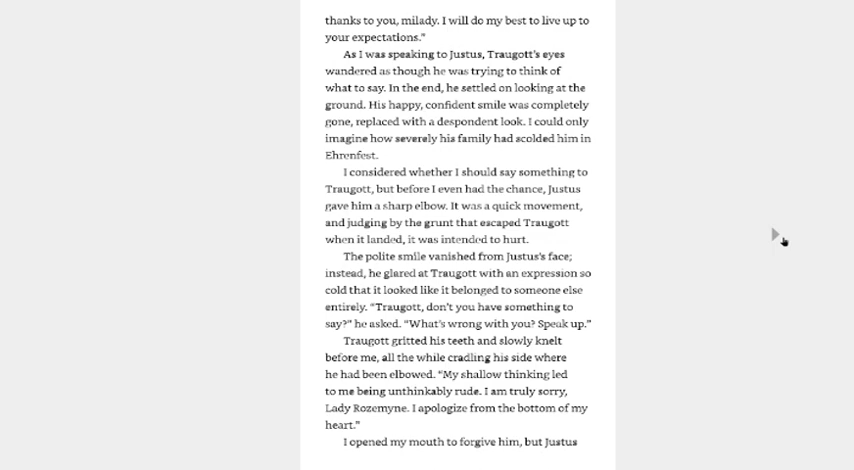 thanks to you, milady. I will do my best to live up to
your expectations.”
As I was speaking to Justus, Traugott’s eyes
wandered as though he was trying to think of
what to say. In the end, he settled on looking at the
ground. His happy, confident smile was completely
gone, replaced with a despondent look. I could only
imagine how severely his family had scolded him in
Ehrenfest.
I considered whether I should say something to
Traugott, but before I even had the chance, Justus
gave him a sharp elbow. It was a quick movement,
and judging by the grunt that escaped Traugott
when it landed, it was intended to hurt.
The polite smile vanished from Justus’s face;
instead, he glared at Traugott with an expression so
cold that it looked like it belonged to someone else
entirely. “Traugott, don’t you have something to
say?” he asked. “What’s wrong with you? Speak up.”
Traugott gritted his teeth and slowly knelt
before me, all the while cradling his side where
he had been elbowed. “My shallow thinking led
to me being unthinkably rude. I am truly sorry,
Lady Rozemyne. I apologize from the bottom of my
heart.”
I opened my mouth to forgive him, but Justus